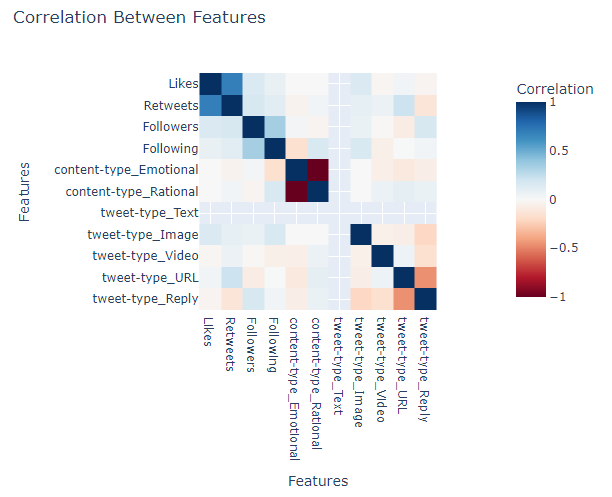 Correlation Between Features
Correlation
1
0.5
0
−0.5
−1
Features
Likes
Retweets
Followers
Following
content-type_Emotional
content-type_Rational
tweet-type_Text
tweet-type_Image
tweet-type_Video
tweet-type_URL
tweet-type_Reply
Likes
Retweets
Followers
Following
content-type_Emotional
content-type_Rational
tweet-type_Text
tweet-type_Image
tweet-type_Video
tweet-type_URL
tweet-type_Reply
Features